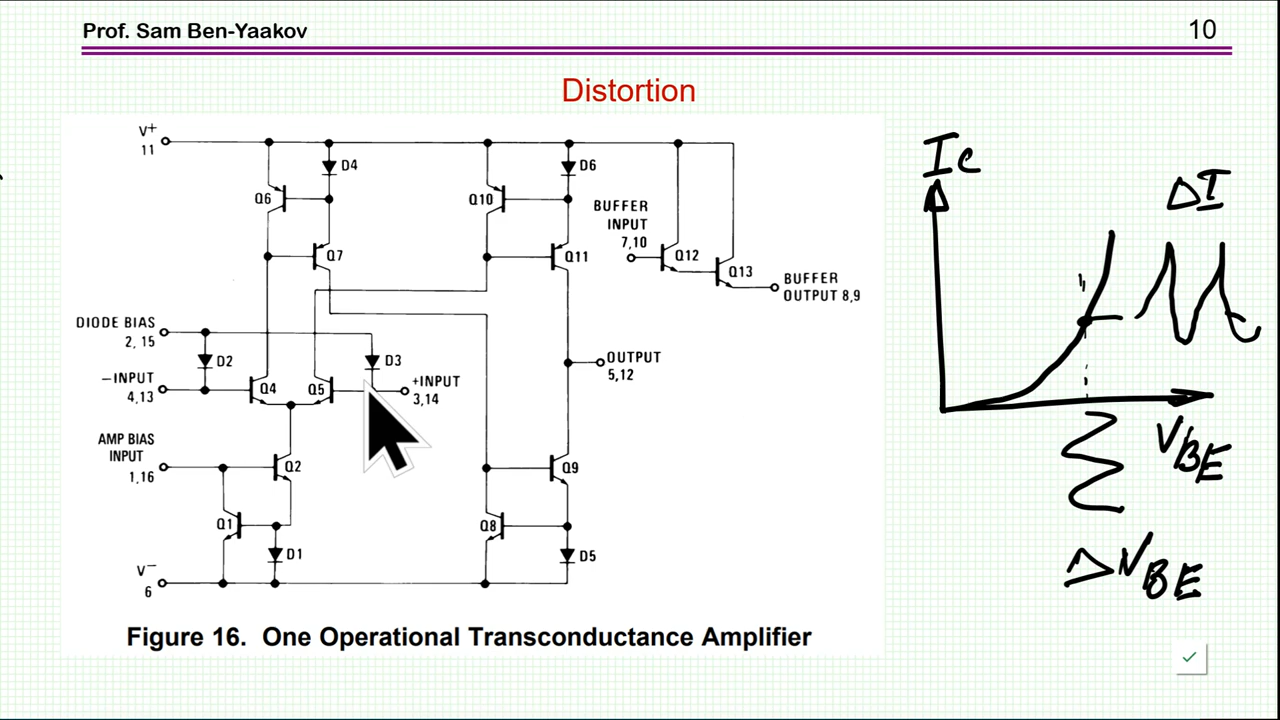 Prof. Sam Ben-Yaakov
10
Distortion
V+
11
D4
Q6
Q7
D6
Q10
Q11
BUFFER
INPUT
7,10
Q12
Q13
BUFFER
OUTPUT 8,9
DIODE BIAS
2, 15
D2
D3
-INPUT
4,13
Q4
Q5
+INPUT
3,14
OUTPUT
5,12
AMP BIAS
INPUT
1,16
Q2
Q1
D1
Q9
Q8
D5
V-
6
Figure 16. One Operational Transconductance Amplifier
Ic
ΔI
VBE
ΔVBE